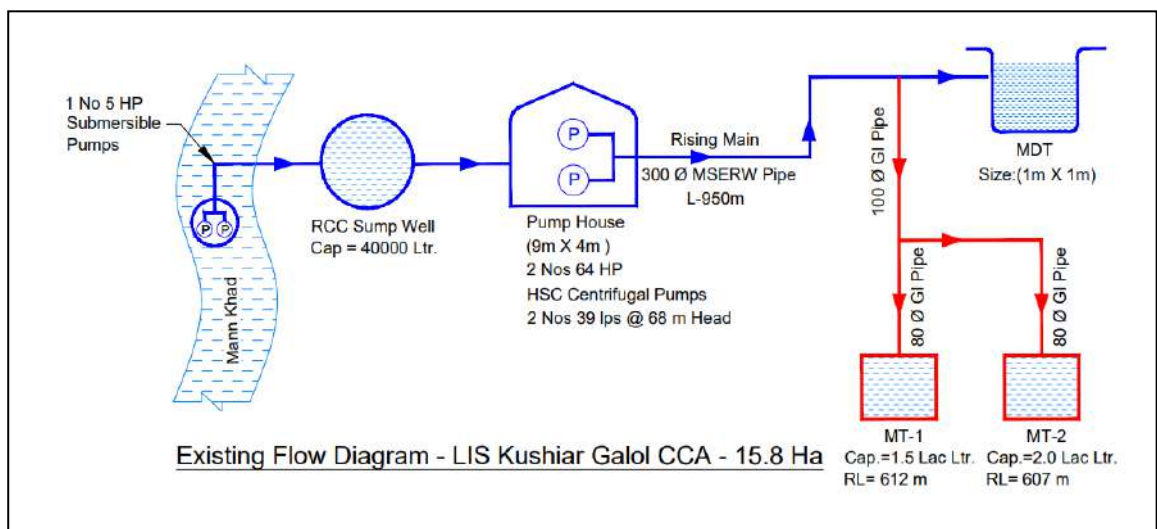 1 No 5 HP
Submersible
Pumps
P P
Mann Khad
RCC Sump Well
Cap = 40000 Ltr.
P
P
Pump House
(9m X 4m )
2 Nos 64 HP
HSC Centrifugal Pumps
2 Nos 39 lps @ 68 m Head
Rising Main
300 Ø MSERW Pipe
L-950m
MDT
Size:(1m X 1m)
100 Ø GI Pipe
80 Ø GI Pipe
80 Ø GI Pipe
MT-1
Cap.=1.5 Lac Ltr.
RL= 612 m
MT-2
Cap.=2.0 Lac Ltr.
RL= 607 m
Existing Flow Diagram - LIS Kushiar Galol CCA - 15.8 Ha